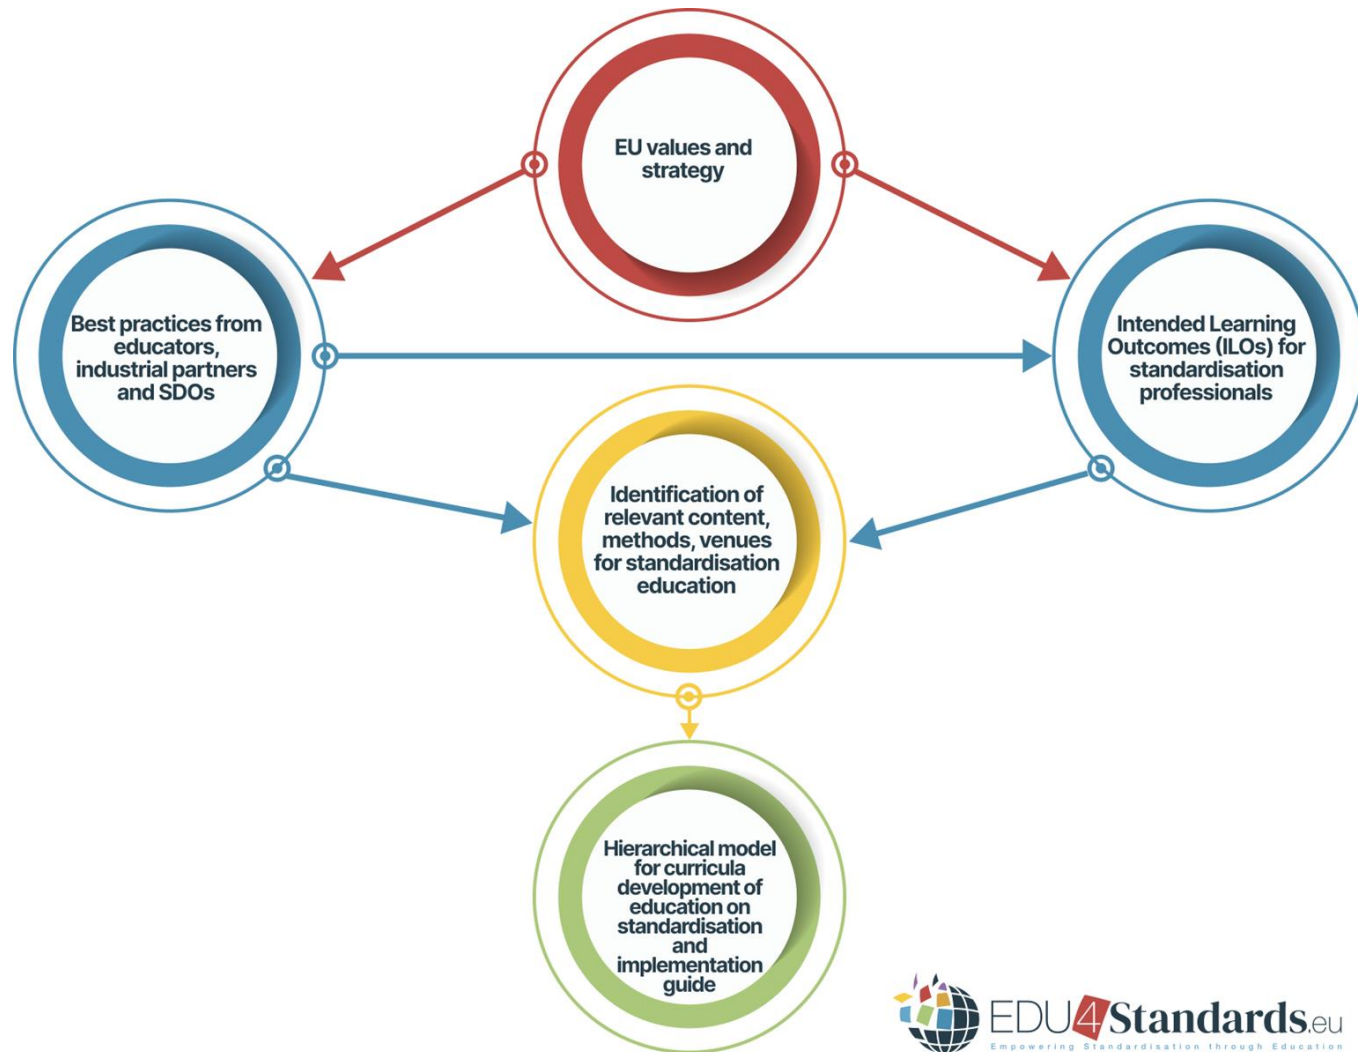 EU values and
strategy
Best practices from
educators,
industrial partners
and SDOs
Intended Learning
Outcomes (ILOs) for
standardisation
professionals
Identification of
relevant content,
methods, venues
for standardisation
education
Hierarchical model
for curricula
development of
education on
standardisation
and
implementation
guide
EDU4Standards.eu
Empowering Standardisation through Education